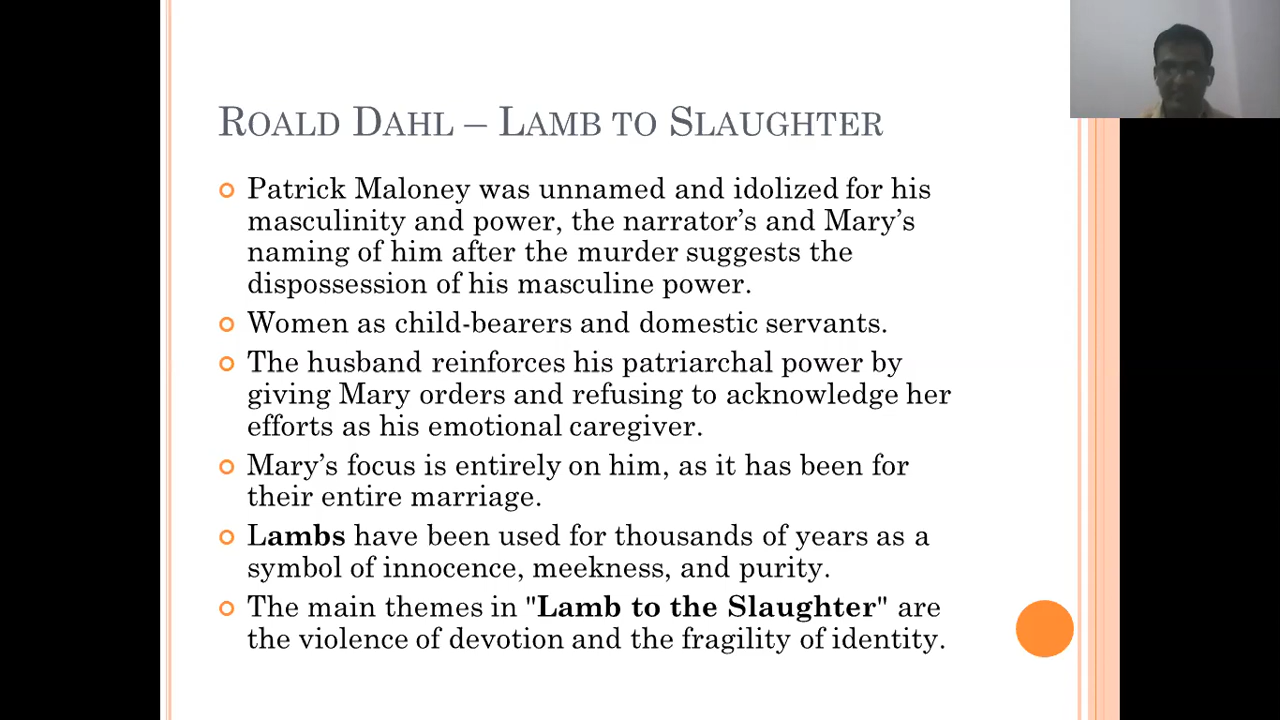 ROALD DAHL – LAMB TO SLAUGHTER
Patrick Maloney was unnamed and idolized for his
masculinity and power, the narrator’s and Mary’s
naming of him after the murder suggests the
dispossession of his masculine power.
Women as child-bearers and domestic servants.
The husband reinforces his patriarchal power by
giving Mary orders and refusing to acknowledge her
efforts as his emotional caregiver.
Mary’s focus is entirely on him, as it has been for
their entire marriage.
Lambs have been used for thousands of years as a
symbol of innocence, meekness, and purity.
The main themes in "Lamb to the Slaughter" are
the violence of devotion and the fragility of identity.